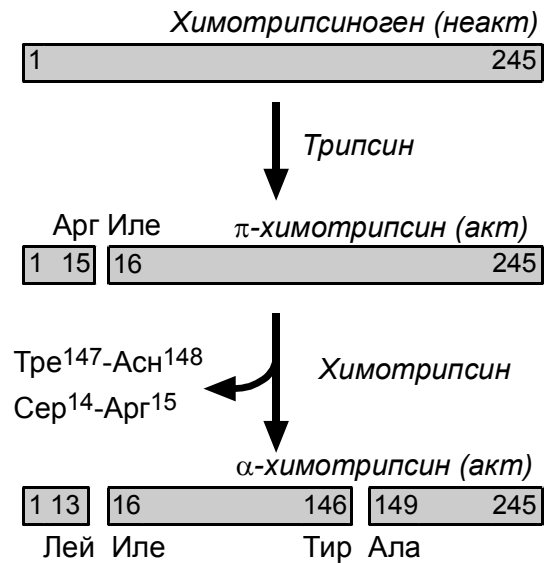 Химотрипсиноген (неакт)
1 245
Трипсин
Арг Иле π-химотрипсин (акт)
1 15 16 245
Тре147-Асн148
Химотрипсин
Сер14-Арг15
α-химотрипсин (акт)
1 13 16 146 149 245
Лей Иле Тир Ала